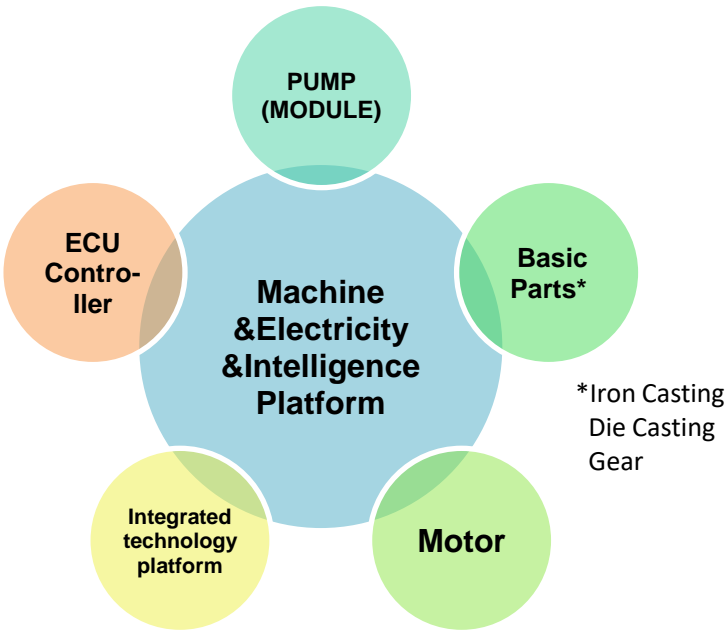 PUMP
(MODULE)
ECU
Contro-
ller
Basic
Parts*
Machine
&Electricity
&Intelligence
Platform
*Iron Casting
Die Casting
Gear
Integrated
technology
platform
Motor